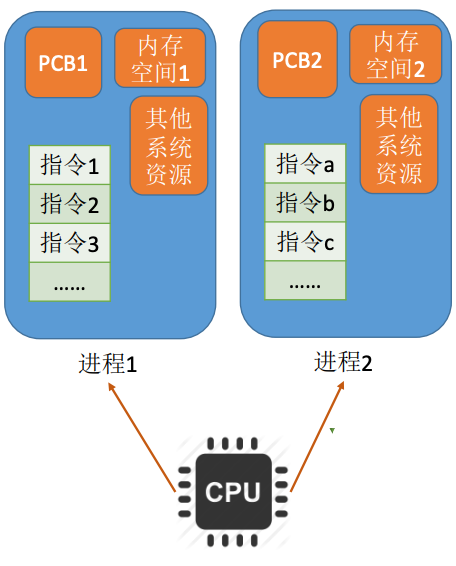 PCB1
内存
空间1
其他
系统
资源
指令1
指令2
指令3
......
进程1
PCB2
内存
空间2
其他
系统
资源
指令a
指令b
指令c
......
进程2
CPU